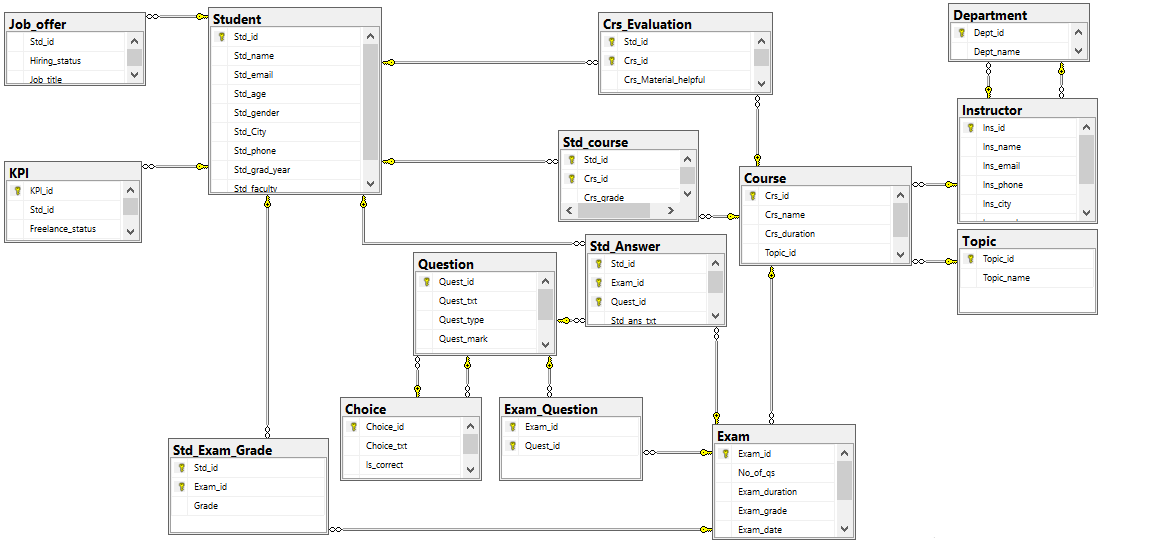 Job_offer
Std_id
Hiring_status
Job_title
Student
Std_id
Std_name
Std_email
Std_age
Std_gender
Std_City
Std_phone
Std_grad_year
Std_faculty
Crs_Evaluation
Std_id
Crs_id
Crs_Material_helpful
Department
Dept_id
Dept_name
Instructor
Ins_id
Ins_name
Ins_email
Ins_phone
Ins_city
KPI
KPI_id
Std_id
Freelance_status
Std_course
Std_id
Crs_id
Crs_grade
Course
Crs_id
Crs_name
Crs_duration
Topic_id
Topic
Topic_id
Topic_name
Std_Answer
Std_id
Exam_id
Quest_id
Std_ans_txt
Question
Quest_id
Quest_txt
Quest_type
Quest_mark
Choice
Choice_id
Choice_txt
Is_correct
Exam_Question
Exam_id
Quest_id
Std_Exam_Grade
Std_id
Exam_id
Grade
Exam
Exam_id
No_of_qs
Exam_duration
Exam_grade
Exam_date